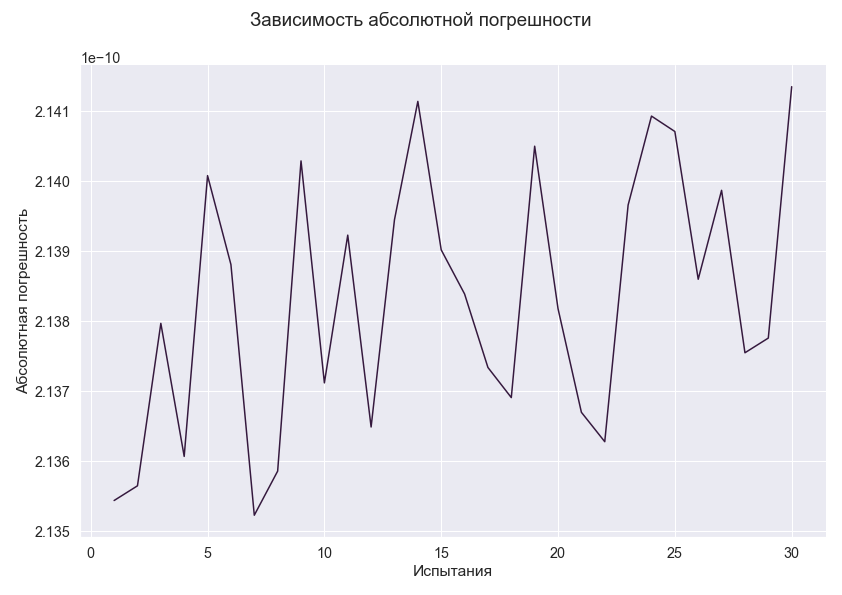 Зависимость абсолютной погрешности
1e−10
2.141
2.140
2.139
2.138
2.137
2.136
2.135
Абсолютная погрешность
0 5 10 15 20 25 30
Испытания